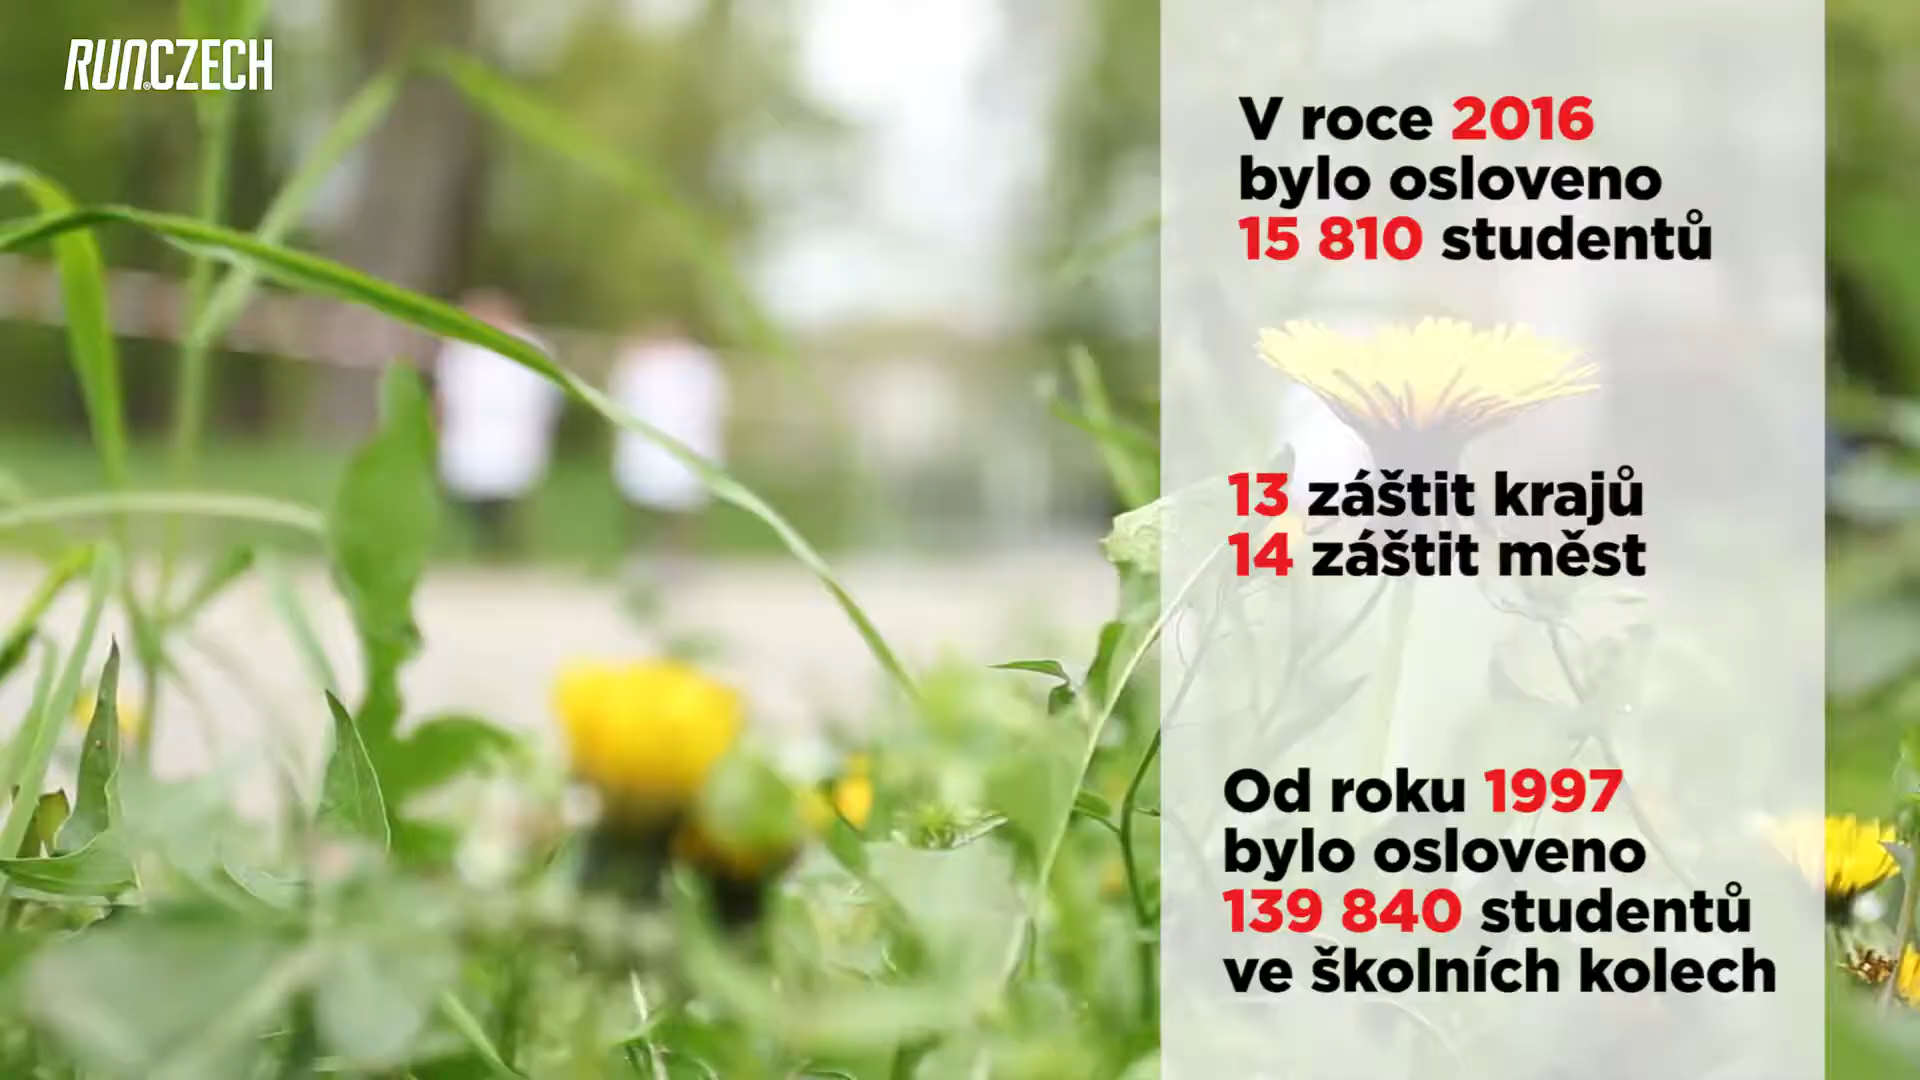 RUNCZECH
V roce 2016
bylo osloveno
15 810 studentů
13 záštit krajů
14 záštit měst
Od roku 1997
bylo osloveno
139 840 studentů
ve školních kolech